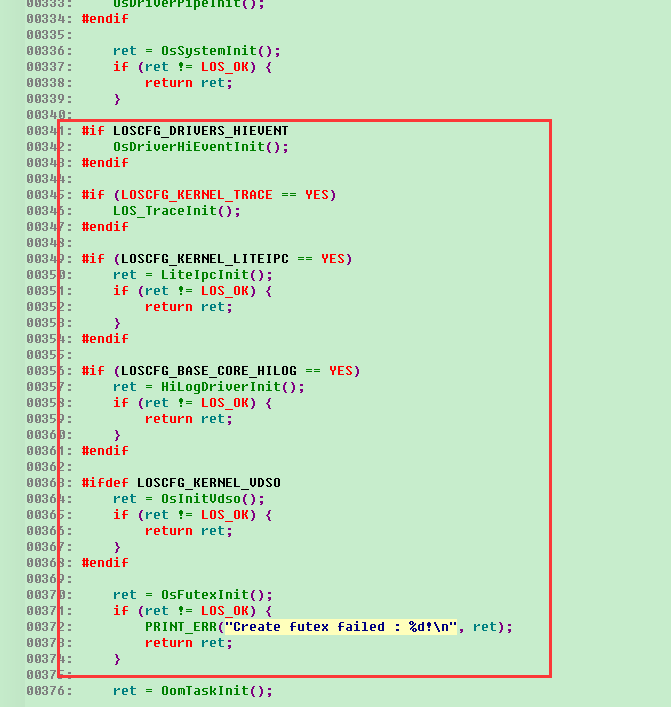 00333:     OsDriverPipeInit();
00334: #endif
00335:
00336:     ret = OsSystemInit();
00337:     if (ret != LOS_OK) {
00338:         return ret;
00339:     }
00340:
00341: #if LOSCFG_DRIVERS_HIEVENT
00342:     OsDriverHiEventInit();
00343: #endif
00344:
00345: #if (LOSCFG_KERNEL_TRACE == YES)
00346:     LOS_TraceInit();
00347: #endif
00348:
00349: #if (LOSCFG_KERNEL_LITEIPC == YES)
00350:     ret = LiteIpcInit();
00351:     if (ret != LOS_OK) {
00352:         return ret;
00353:     }
00354: #endif
00355:
00356: #if (LOSCFG_BASE_CORE_HILOG == YES)
00357:     ret = HiLogDriverInit();
00358:     if (ret != LOS_OK) {
00359:         return ret;
00360:     }
00361: #endif
00362:
00363: #ifdef LOSCFG_KERNEL_VDSO
00364:     ret = OsInitVdso();
00365:     if (ret != LOS_OK) {
00366:         return ret;
00367:     }
00368: #endif
00369:
00370:     ret = OsFutexInit();
00371:     if (ret != LOS_OK) {
00372:         PRINT_ERR("Create futex failed : %d!\n", ret);
00373:         return ret;
00374:     }
00375:
00376:     ret = OomTaskInit();